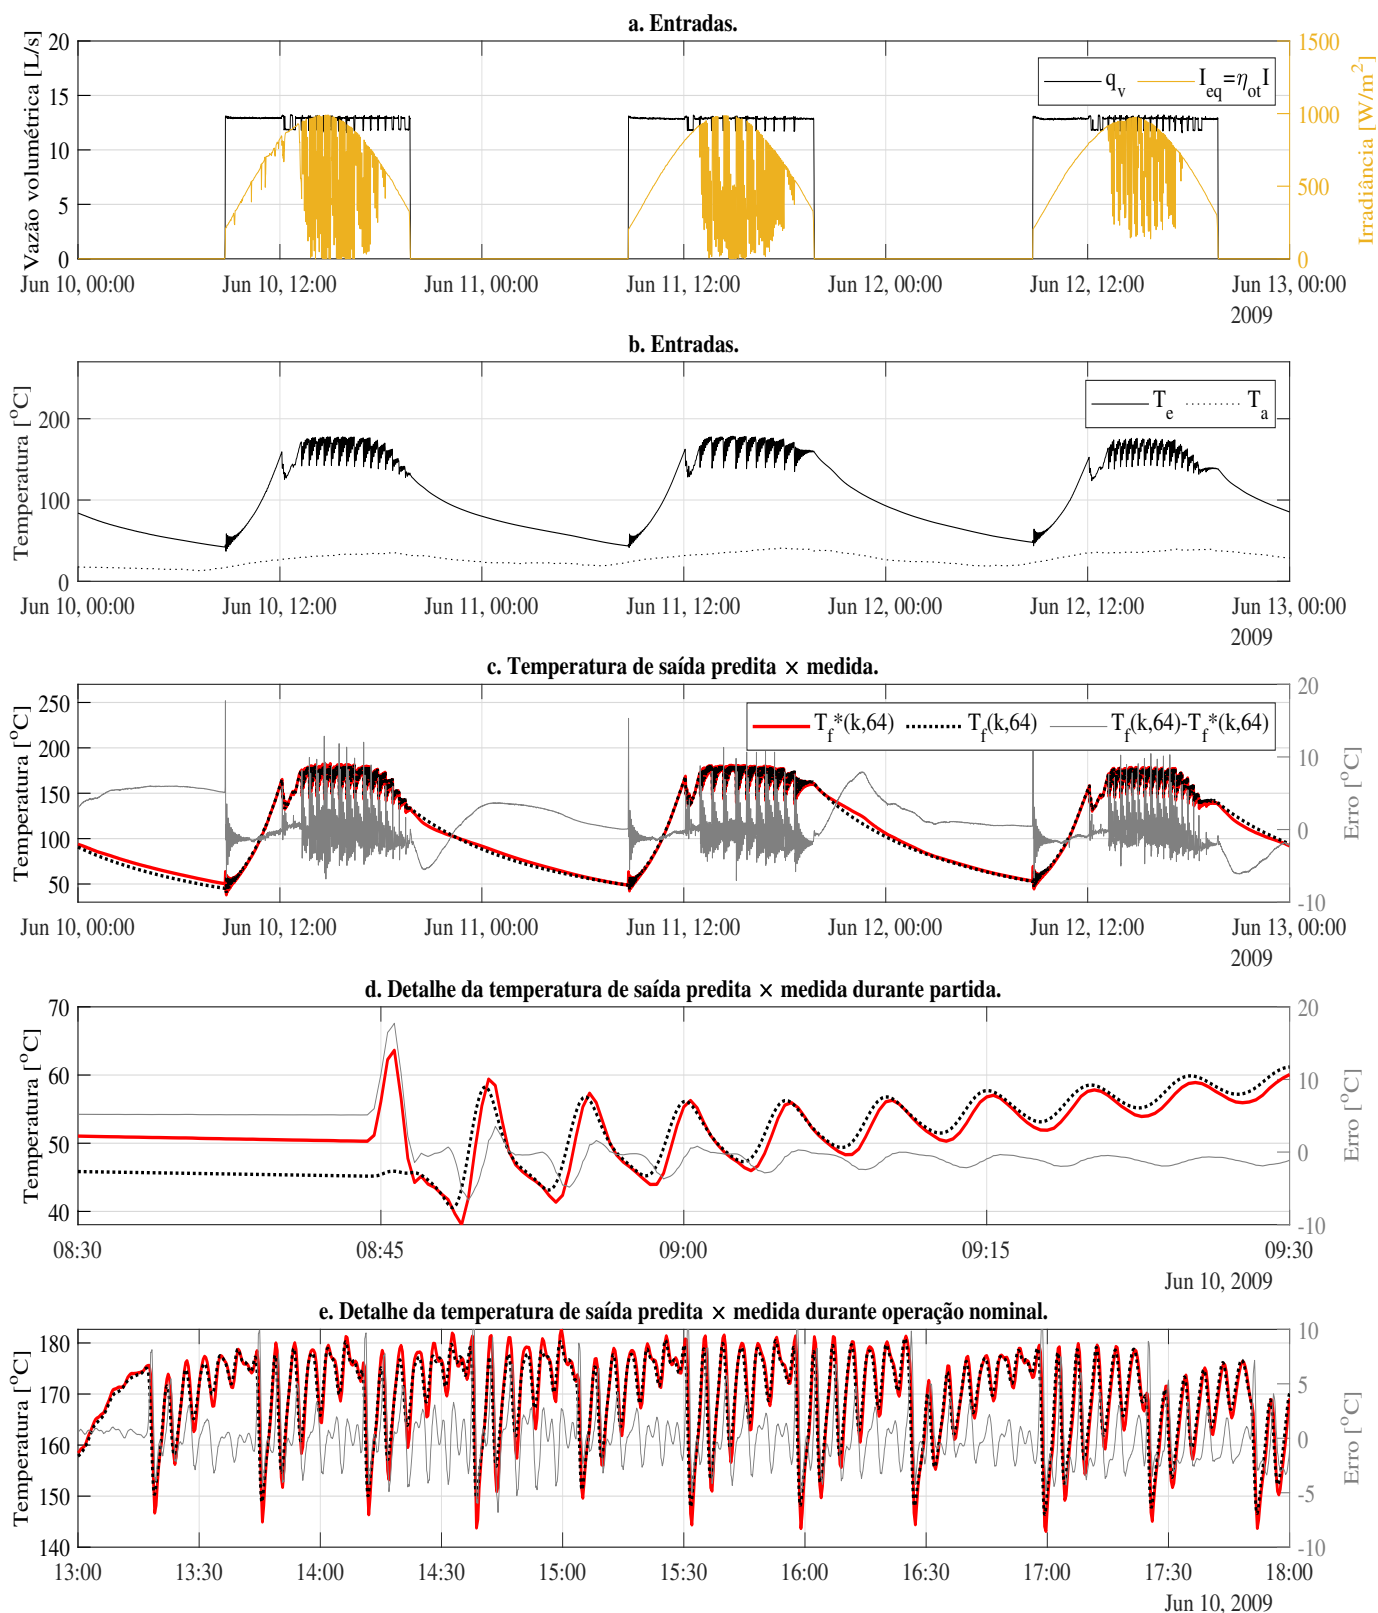 a. Entradas.
Vazão volumétrica [L/s]
20
15
10
5
0
1500
1000
500
0
Irradiância [W/m²]
q_v I_eq=η_ot I
Jun 10, 00:00 Jun 10, 12:00 Jun 11, 00:00 Jun 11, 12:00 Jun 12, 00:00 Jun 12, 12:00 Jun 13, 00:00
2009
b. Entradas.
Temperatura [°C]
200
100
0
T_e T_a
Jun 10, 00:00 Jun 10, 12:00 Jun 11, 00:00 Jun 11, 12:00 Jun 12, 00:00 Jun 12, 12:00 Jun 13, 00:00
2009
c. Temperatura de saída predita × medida.
Temperatura [°C]
250
200
150
100
50
20
10
0
-10
Erro [°C]
T_f*(k,64) T_f(k,64) T_f(k,64)-T_f*(k,64)
Jun 10, 00:00 Jun 10, 12:00 Jun 11, 00:00 Jun 11, 12:00 Jun 12, 00:00 Jun 12, 12:00 Jun 13, 00:00
2009
d. Detalhe da temperatura de saída predita × medida durante partida.
Temperatura [°C]
70
60
50
40
20
10
0
-10
Erro [°C]
08:30 08:45 09:00 09:15 09:30
Jun 10, 2009
e. Detalhe da temperatura de saída predita × medida durante operação nominal.
Temperatura [°C]
180
170
160
150
140
10
5
0
-5
-10
Erro [°C]
13:00 13:30 14:00 14:30 15:00 15:30 16:00 16:30 17:00 17:30 18:00
Jun 10, 2009